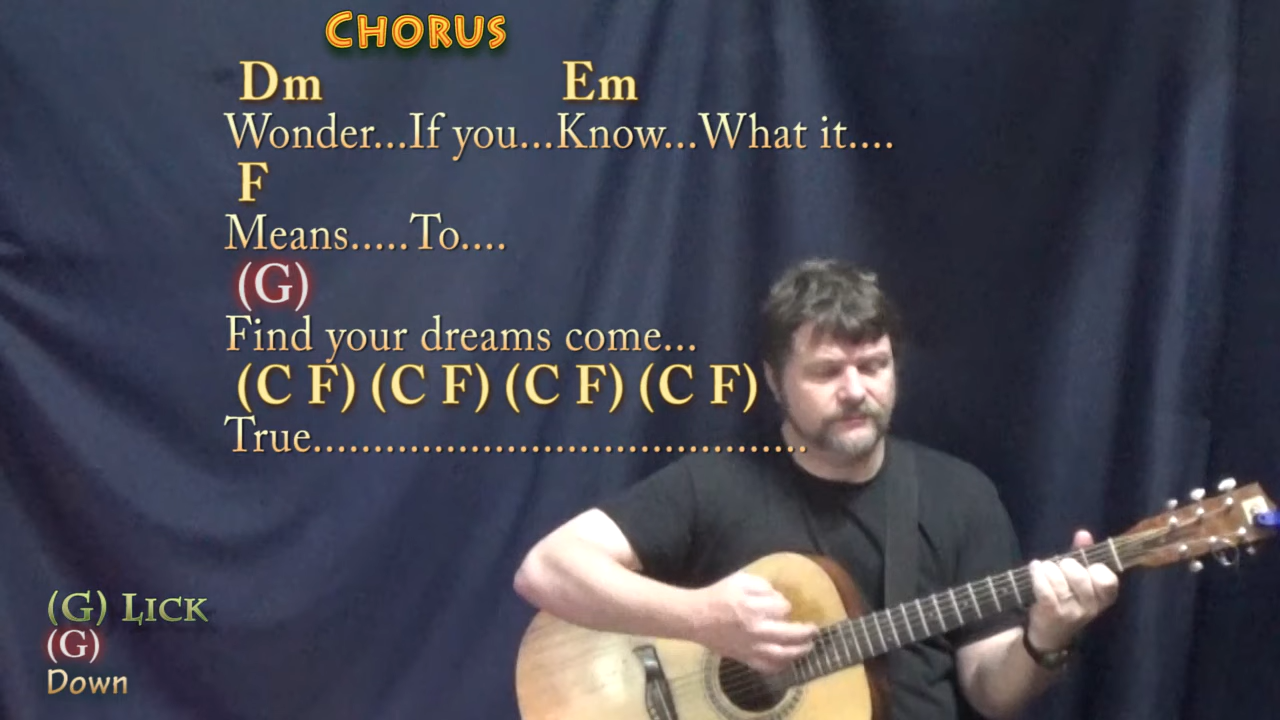 CHORUS
Dm Em
Wonder...If you...Know...What it....
F
Means.....To....
(G)
Find your dreams come...
(C F) (C F) (C F) (C F)
True.........................................
(G) LICK
(G)
Down